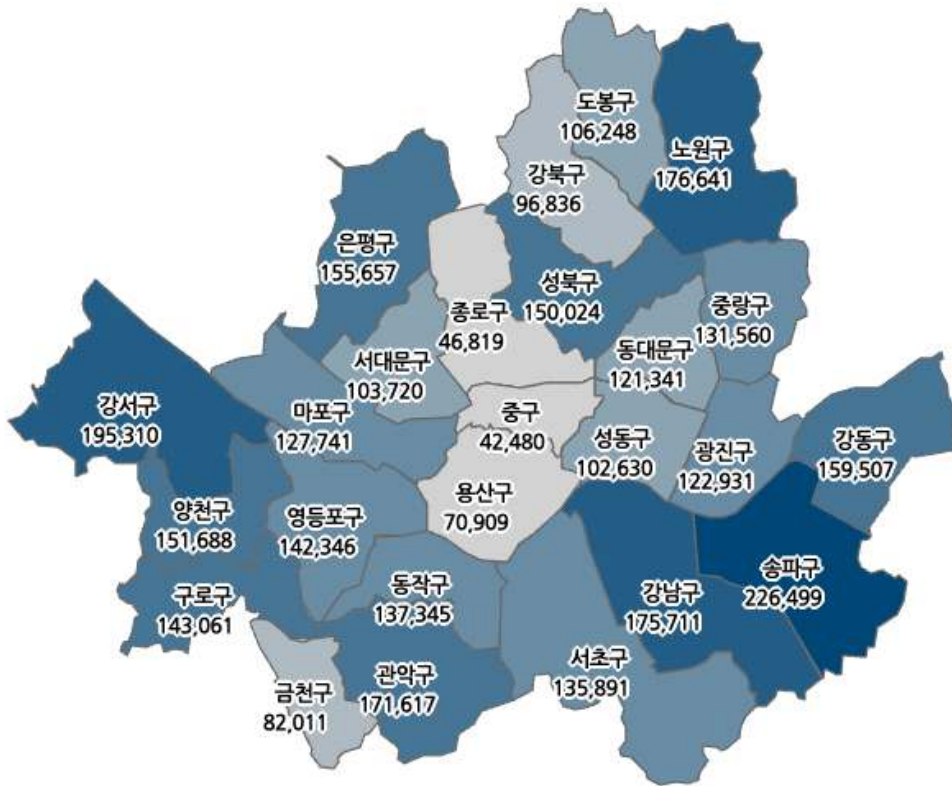 도봉구
106,248
노원구
176,641
강북구
96,836
은평구
155,657
성북구
150,024
중랑구
131,560
종로구
46,819
동대문구
121,341
서대문구
103,720
강서구
195,310
마포구
127,741
중구
42,480
성동구
102,630
광진구
122,931
강동구
159,507
용산구
70,909
양천구
151,688
영등포구
142,346
송파구
226,499
구로구
143,061
동작구
137,345
강남구
175,711
서초구
135,891
관악구
171,617
금천구
82,011